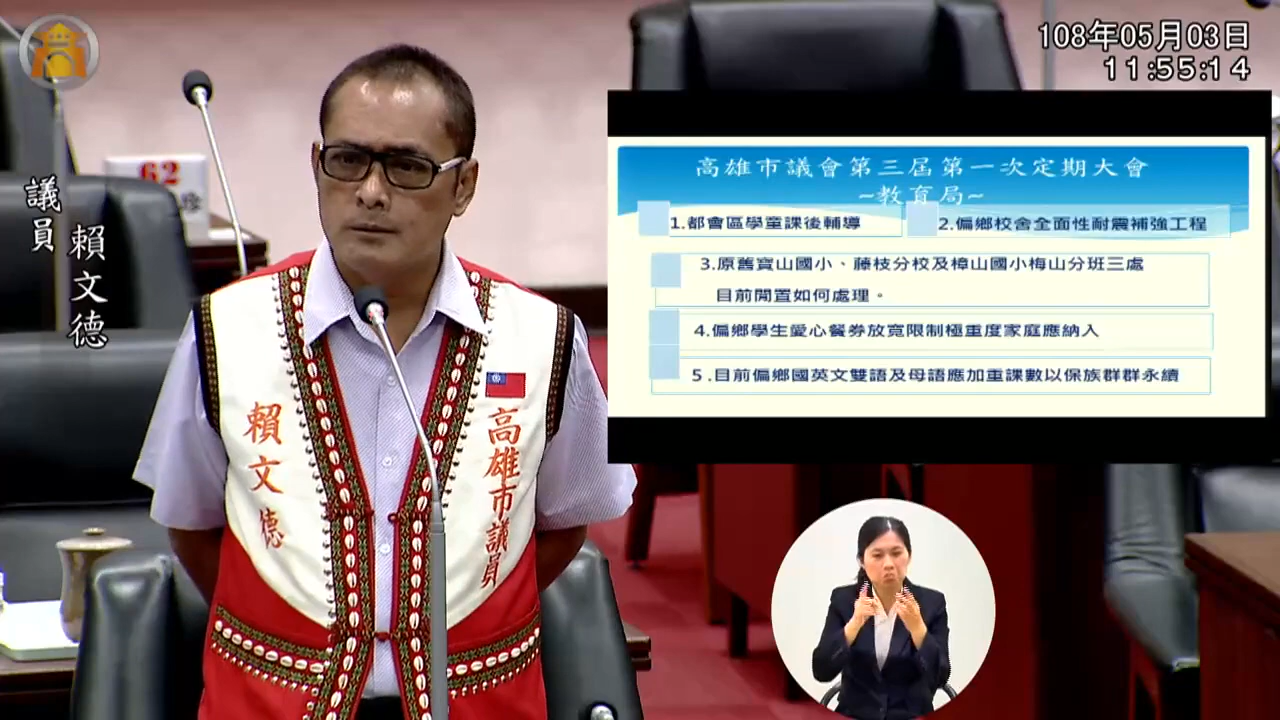 108年05月03日
11:55:14
議員
賴文德
62
高雄市議會第三屆第一次定期大會
~教育局~
1.都會區學童課後輔導
2.偏鄉校舍全面性耐震補強工程
3.原舊寶山國小、藤枝分校及樟山國小梅山分班三處
目前閒置如何處理。
4.偏鄉學生愛心餐券放寬限制極重度家庭應納入
5.目前偏鄉國英文雙語及母語應加重課數以保族群群永續
賴文德
高雄市議員